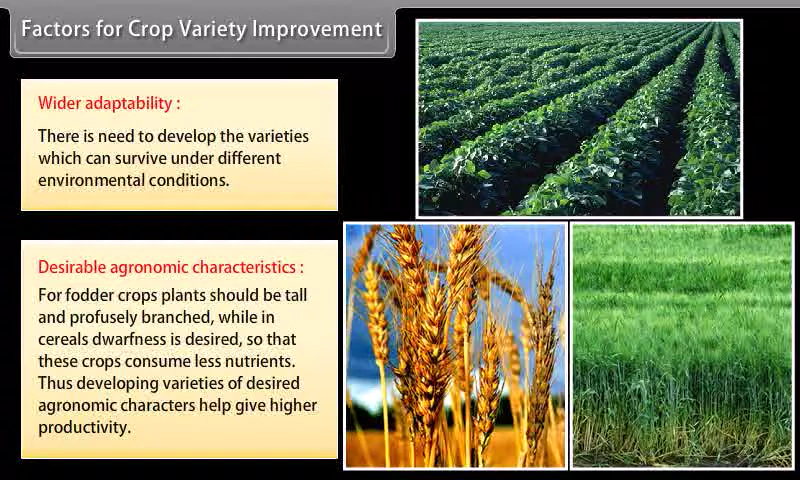 Factors for Crop Variety Improvement
Wider adaptability :
There is need to develop the varieties
which can survive under different
environmental conditions.
Desirable agronomic characteristics :
For fodder crops plants should be tall
and profusely branched, while in
cereals dwarfness is desired, so that
these crops consume less nutrients.
Thus developing varieties of desired
agronomic characters help give higher
productivity.